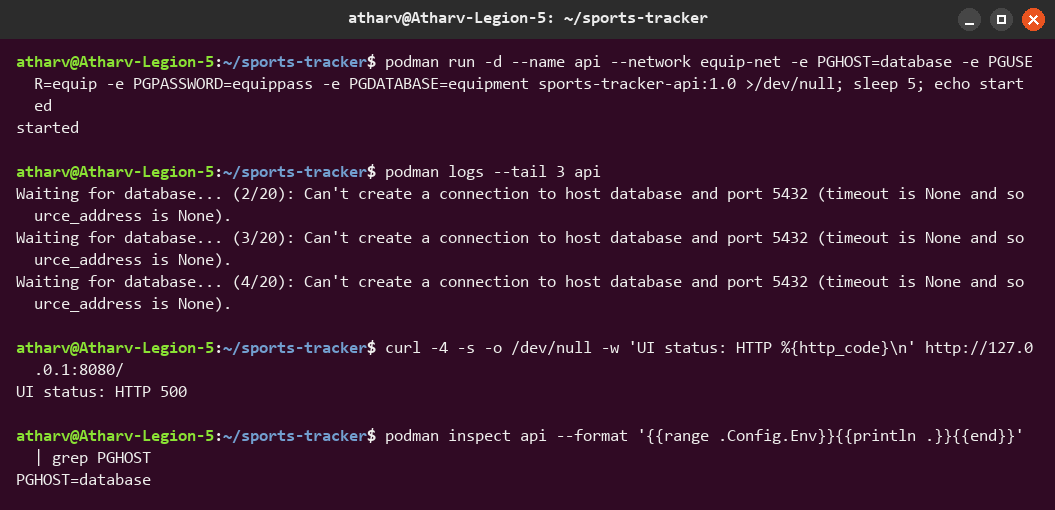 atharv@Atharv-Legion-5: ~/sports-tracker
atharv@Atharv-Legion-5:~/sports-tracker$ podman run -d --name api --network equip-net -e PGHOST=database -e PGUSE
R=equip -e PGPASSWORD=equippass -e PGDATABASE=equipment sports-tracker-api:1.0 >/dev/null; sleep 5; echo start
ed
started
atharv@Atharv-Legion-5:~/sports-tracker$ podman logs --tail 3 api
Waiting for database... (2/20): Can't create a connection to host database and port 5432 (timeout is None and so
urce_address is None).
Waiting for database... (3/20): Can't create a connection to host database and port 5432 (timeout is None and so
urce_address is None).
Waiting for database... (4/20): Can't create a connection to host database and port 5432 (timeout is None and so
urce_address is None).
atharv@Atharv-Legion-5:~/sports-tracker$ curl -4 -s -o /dev/null -w 'UI status: HTTP %{http_code}\n' http://127.0
.0.1:8080/
UI status: HTTP 500
atharv@Atharv-Legion-5:~/sports-tracker$ podman inspect api --format '{{range .Config.Env}}{{println .}}{{end}}'
| grep PGHOST
PGHOST=database